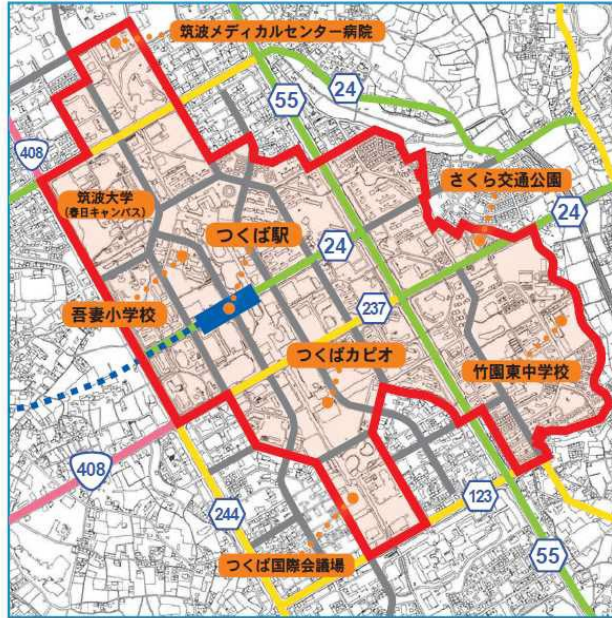 筑波メディカルセンター病院
55
24
408
さくら交通公園
筑波大学
(春日キャンパス)
つくば駅
24
24
吾妻小学校
237
つくばカピオ
竹園東中学校
408
244
123
つくば国際会議場
55